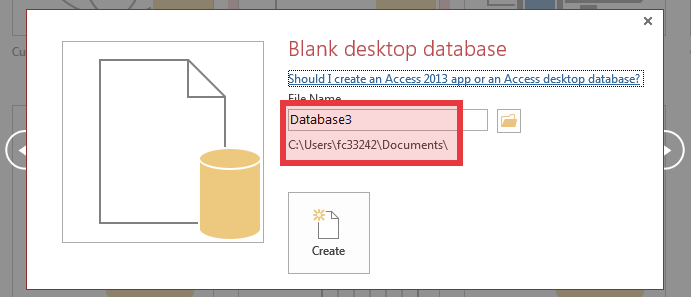 Cu
Blank desktop database
Should I create an Access 2013 app or an Access desktop database?
File Name
Database3
C:\Users\fc33242\Documents\
Create